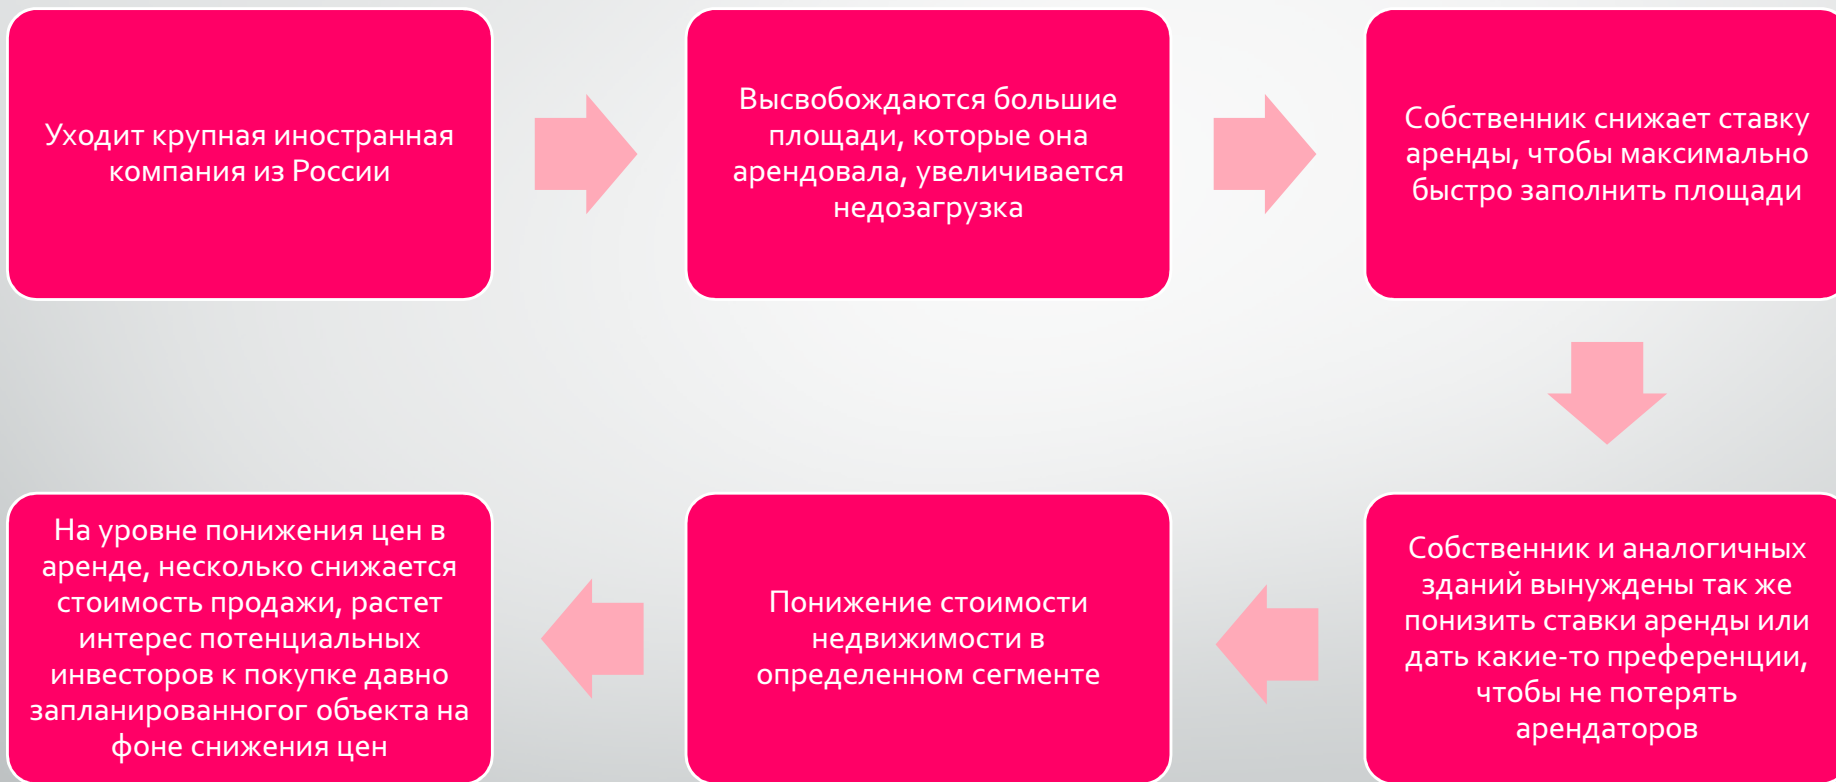 Уходит крупная иностранная
компания из России
Высвобождаются большие
площади, которые она
арендовала, увеличивается
недозагрузка
Собственник снижает ставку
аренды, чтобы максимально
быстро заполнить площади
Собственник и аналогичных
зданий вынуждены так же
понизить ставки аренды или
дать какие-то преференции,
чтобы не потерять
арендаторов
Понижение стоимости
недвижимости в
определенном сегменте
На уровне понижения цен в
аренде, несколько снижается
стоимость продажи, растет
интерес потенциальных
инвесторов к покупке давно
запланированногог объекта на
фоне снижения цен